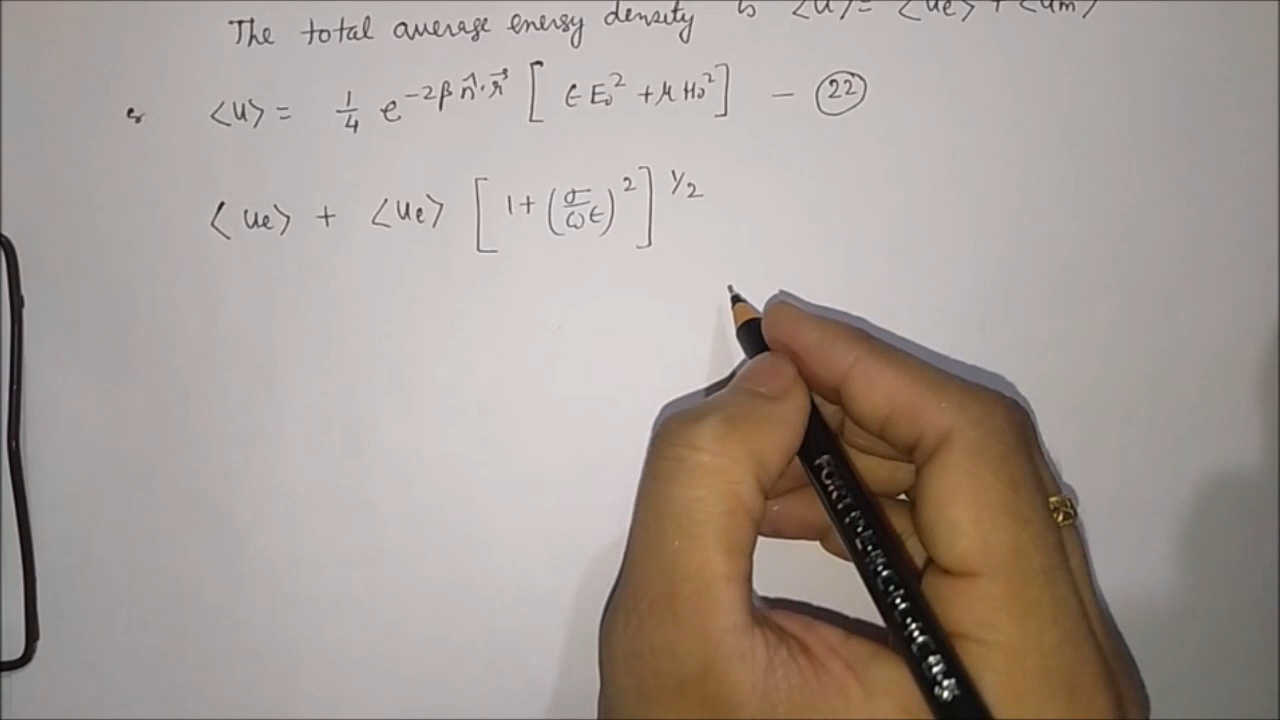 The total average energy density is <u> = <ue> + <um>
or <u> = 1/4 e^{-2β n̂·r⃗} [ ϵE₀² + μH₀² ] — (22)
<ue> + <ue> [ 1+ (σ/ωϵ)² ]^{1/2}